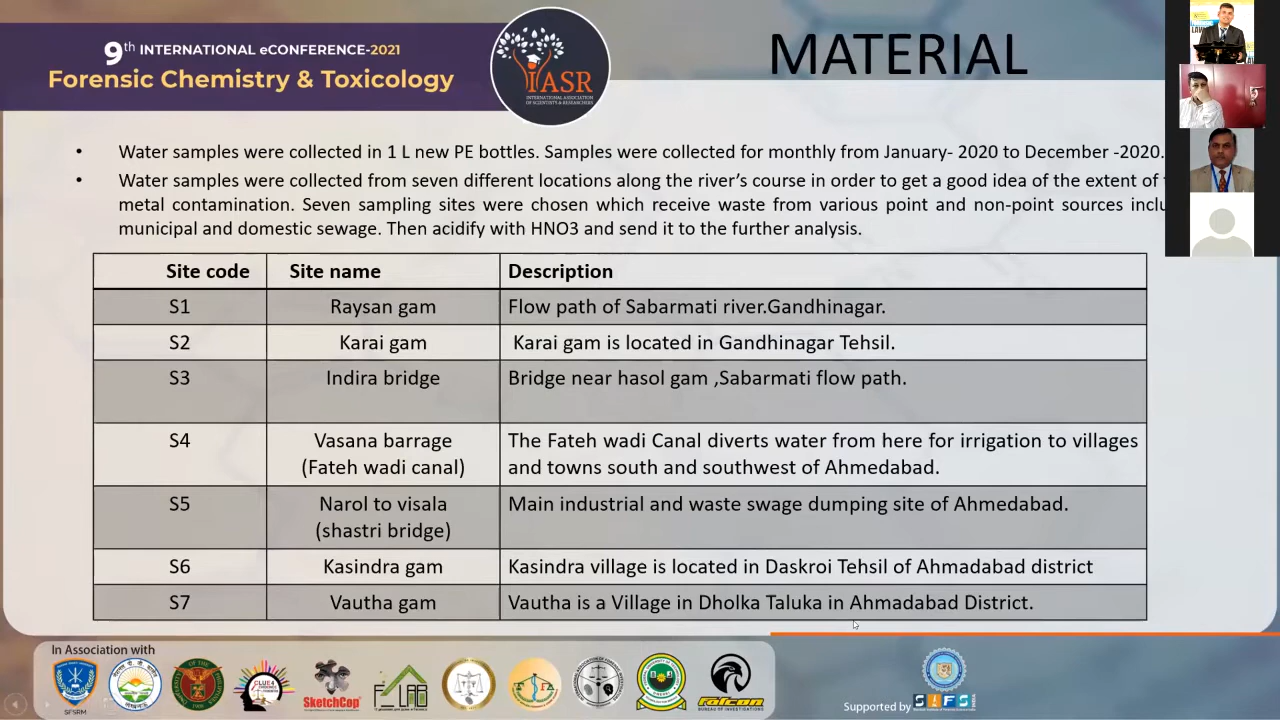 9th INTERNATIONAL eCONFERENCE-2021
Forensic Chemistry & Toxicology
IASR
INTERNATIONAL ASSOCIATION
OF SCIENTISTS & RESEARCHERS
MATERIAL
LAW
• Water samples were collected in 1 L new PE bottles. Samples were collected for monthly from January- 2020 to December -2020.
• Water samples were collected from seven different locations along the river's course in order to get a good idea of the extent of
metal contamination. Seven sampling sites were chosen which receive waste from various point and non-point sources inclu
municipal and domestic sewage. Then acidify with HNO3 and send it to the further analysis.
Site code Site name Description
S1 Raysan gam Flow path of Sabarmati river.Gandhinagar.
S2 Karai gam Karai gam is located in Gandhinagar Tehsil.
S3 Indira bridge Bridge near hasol gam ,Sabarmati flow path.
S4 Vasana barrage The Fateh wadi Canal diverts water from here for irrigation to villages
(Fateh wadi canal) and towns south and southwest of Ahmedabad.
S5 Narol to visala Main industrial and waste swage dumping site of Ahmedabad.
(shastri bridge)
S6 Kasindra gam Kasindra village is located in Daskroi Tehsil of Ahmadabad district
S7 Vautha gam Vautha is a Village in Dholka Taluka in Ahmadabad District.
In Association with
SFSRM
CLUE4
SketchCop
F LAB
falcon
BUREAU OF INVESTIGATIONS
Supported by SIFS
INDIA